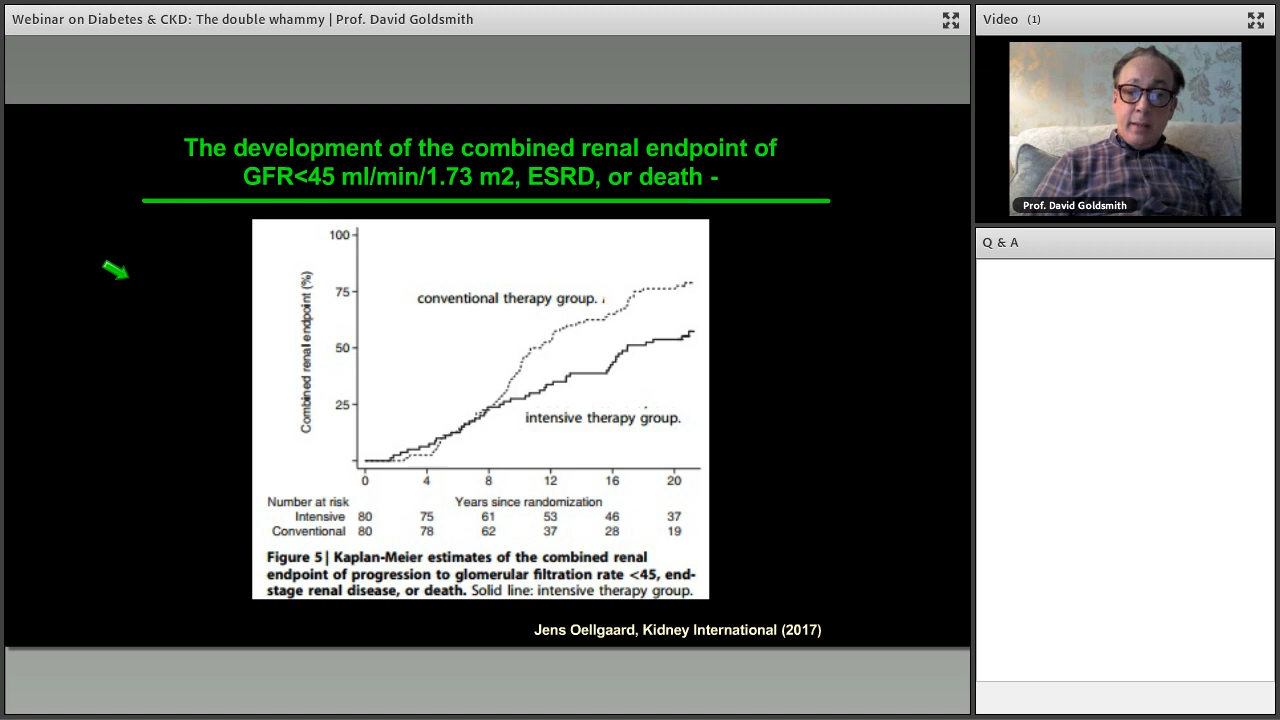 Webinar on Diabetes & CKD: The double whammy | Prof. David Goldsmith
The development of the combined renal endpoint of
GFR<45 ml/min/1.73 m2, ESRD, or death -
Combined renal endpoint (%)
100
75
50
25
conventional therapy group.
intensive therapy group.
0 4 8 12 16 20
Number at risk Years since randomization
Intensive 80 75 61 53 46 37
Conventional 80 78 62 37 28 19
Figure 5 | Kaplan-Meier estimates of the combined renal
endpoint of progression to glomerular filtration rate <45, end-
stage renal disease, or death. Solid line: intensive therapy group.
Jens Oellgaard, Kidney International (2017)
Video (1)
Prof. David Goldsmith
Q & A